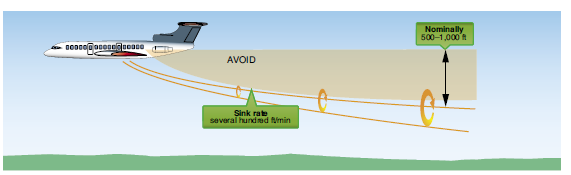 Nominally
500–1,000 ft
AVOID
Sink rate
several hundred ft/min